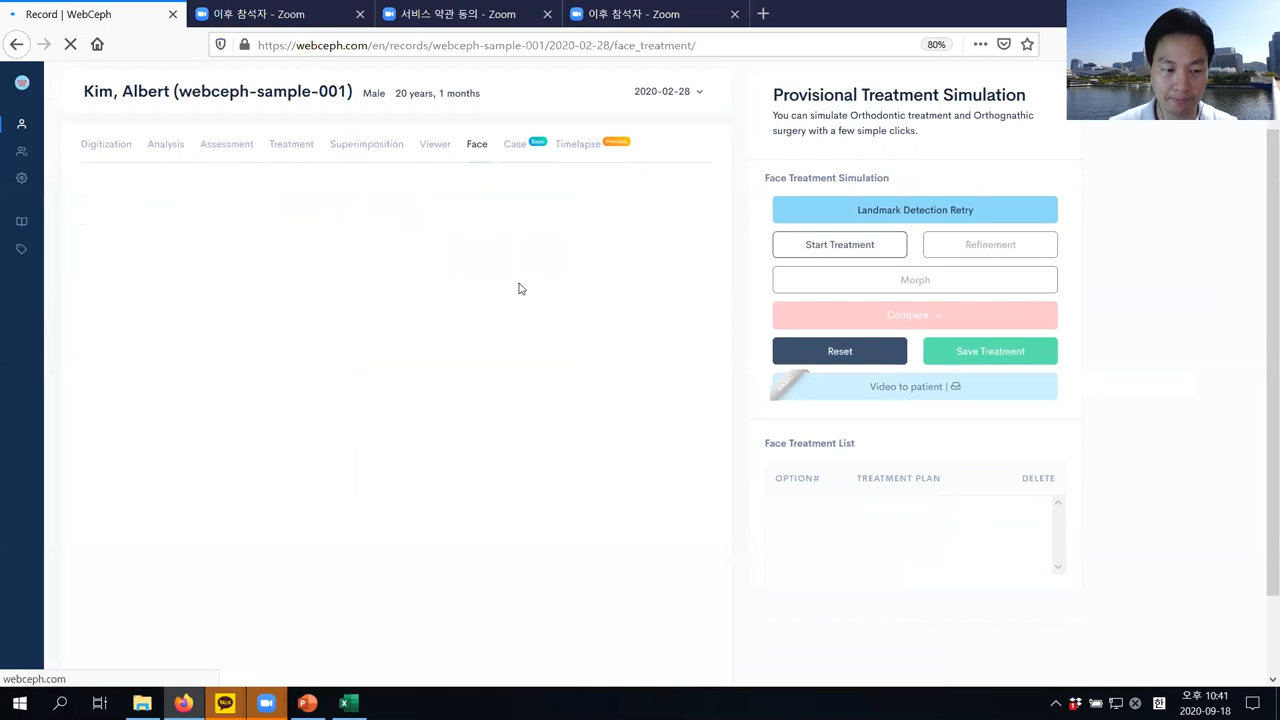 Record | WebCeph
이후 참석자 - Zoom
서비스 약관 동의 - Zoom
이후 참석자 - Zoom
https://webceph.com/en/records/webceph-sample-001/2020-02-28/face_treatment/
80%
Kim, Albert (webceph-sample-001) Male 20 years, 1 months
2020-02-28
Digitization Analysis Assessment Treatment Superimposition Viewer Face Case Basic Timelapse Premium
Provisional Treatment Simulation
You can simulate Orthodontic treatment and Orthognathic
surgery with a few simple clicks.
Face Treatment Simulation
Landmark Detection Retry
Start Treatment Refinement
Morph
Compare
Reset Save Treatment
Video to patient |
Face Treatment List
OPTION# TREATMENT PLAN DELETE
webceph.com
TALK
한
오후 10:41
2020-09-18